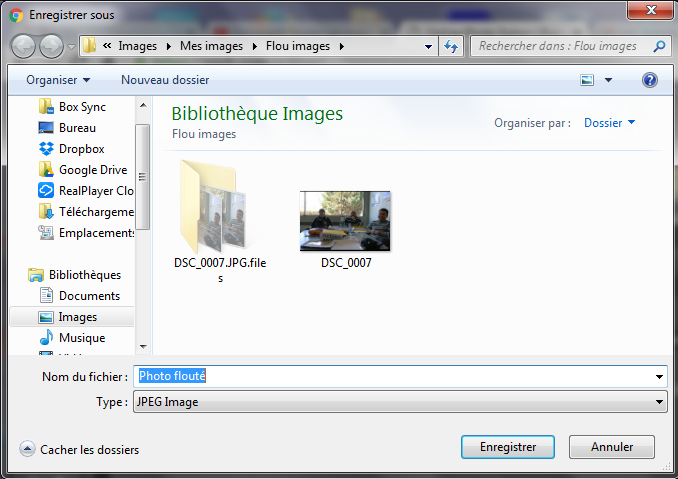 Enregistrer sous
« Images Mes images Flou images
Rechercher dans : Flou images
Organiser Nouveau dossier
Box Sync
Bureau
Dropbox
Google Drive
RealPlayer Clo
Téléchargeme
Emplacements
Bibliothèques
Documents
Images
Musique
Bibliothèque Images
Flou images
Organiser par : Dossier
DSC_0007.JPG.file
s
DSC_0007
Nom du fichier : Photo flouté
Type : JPEG Image
Cacher les dossiers
Enregistrer Annuler